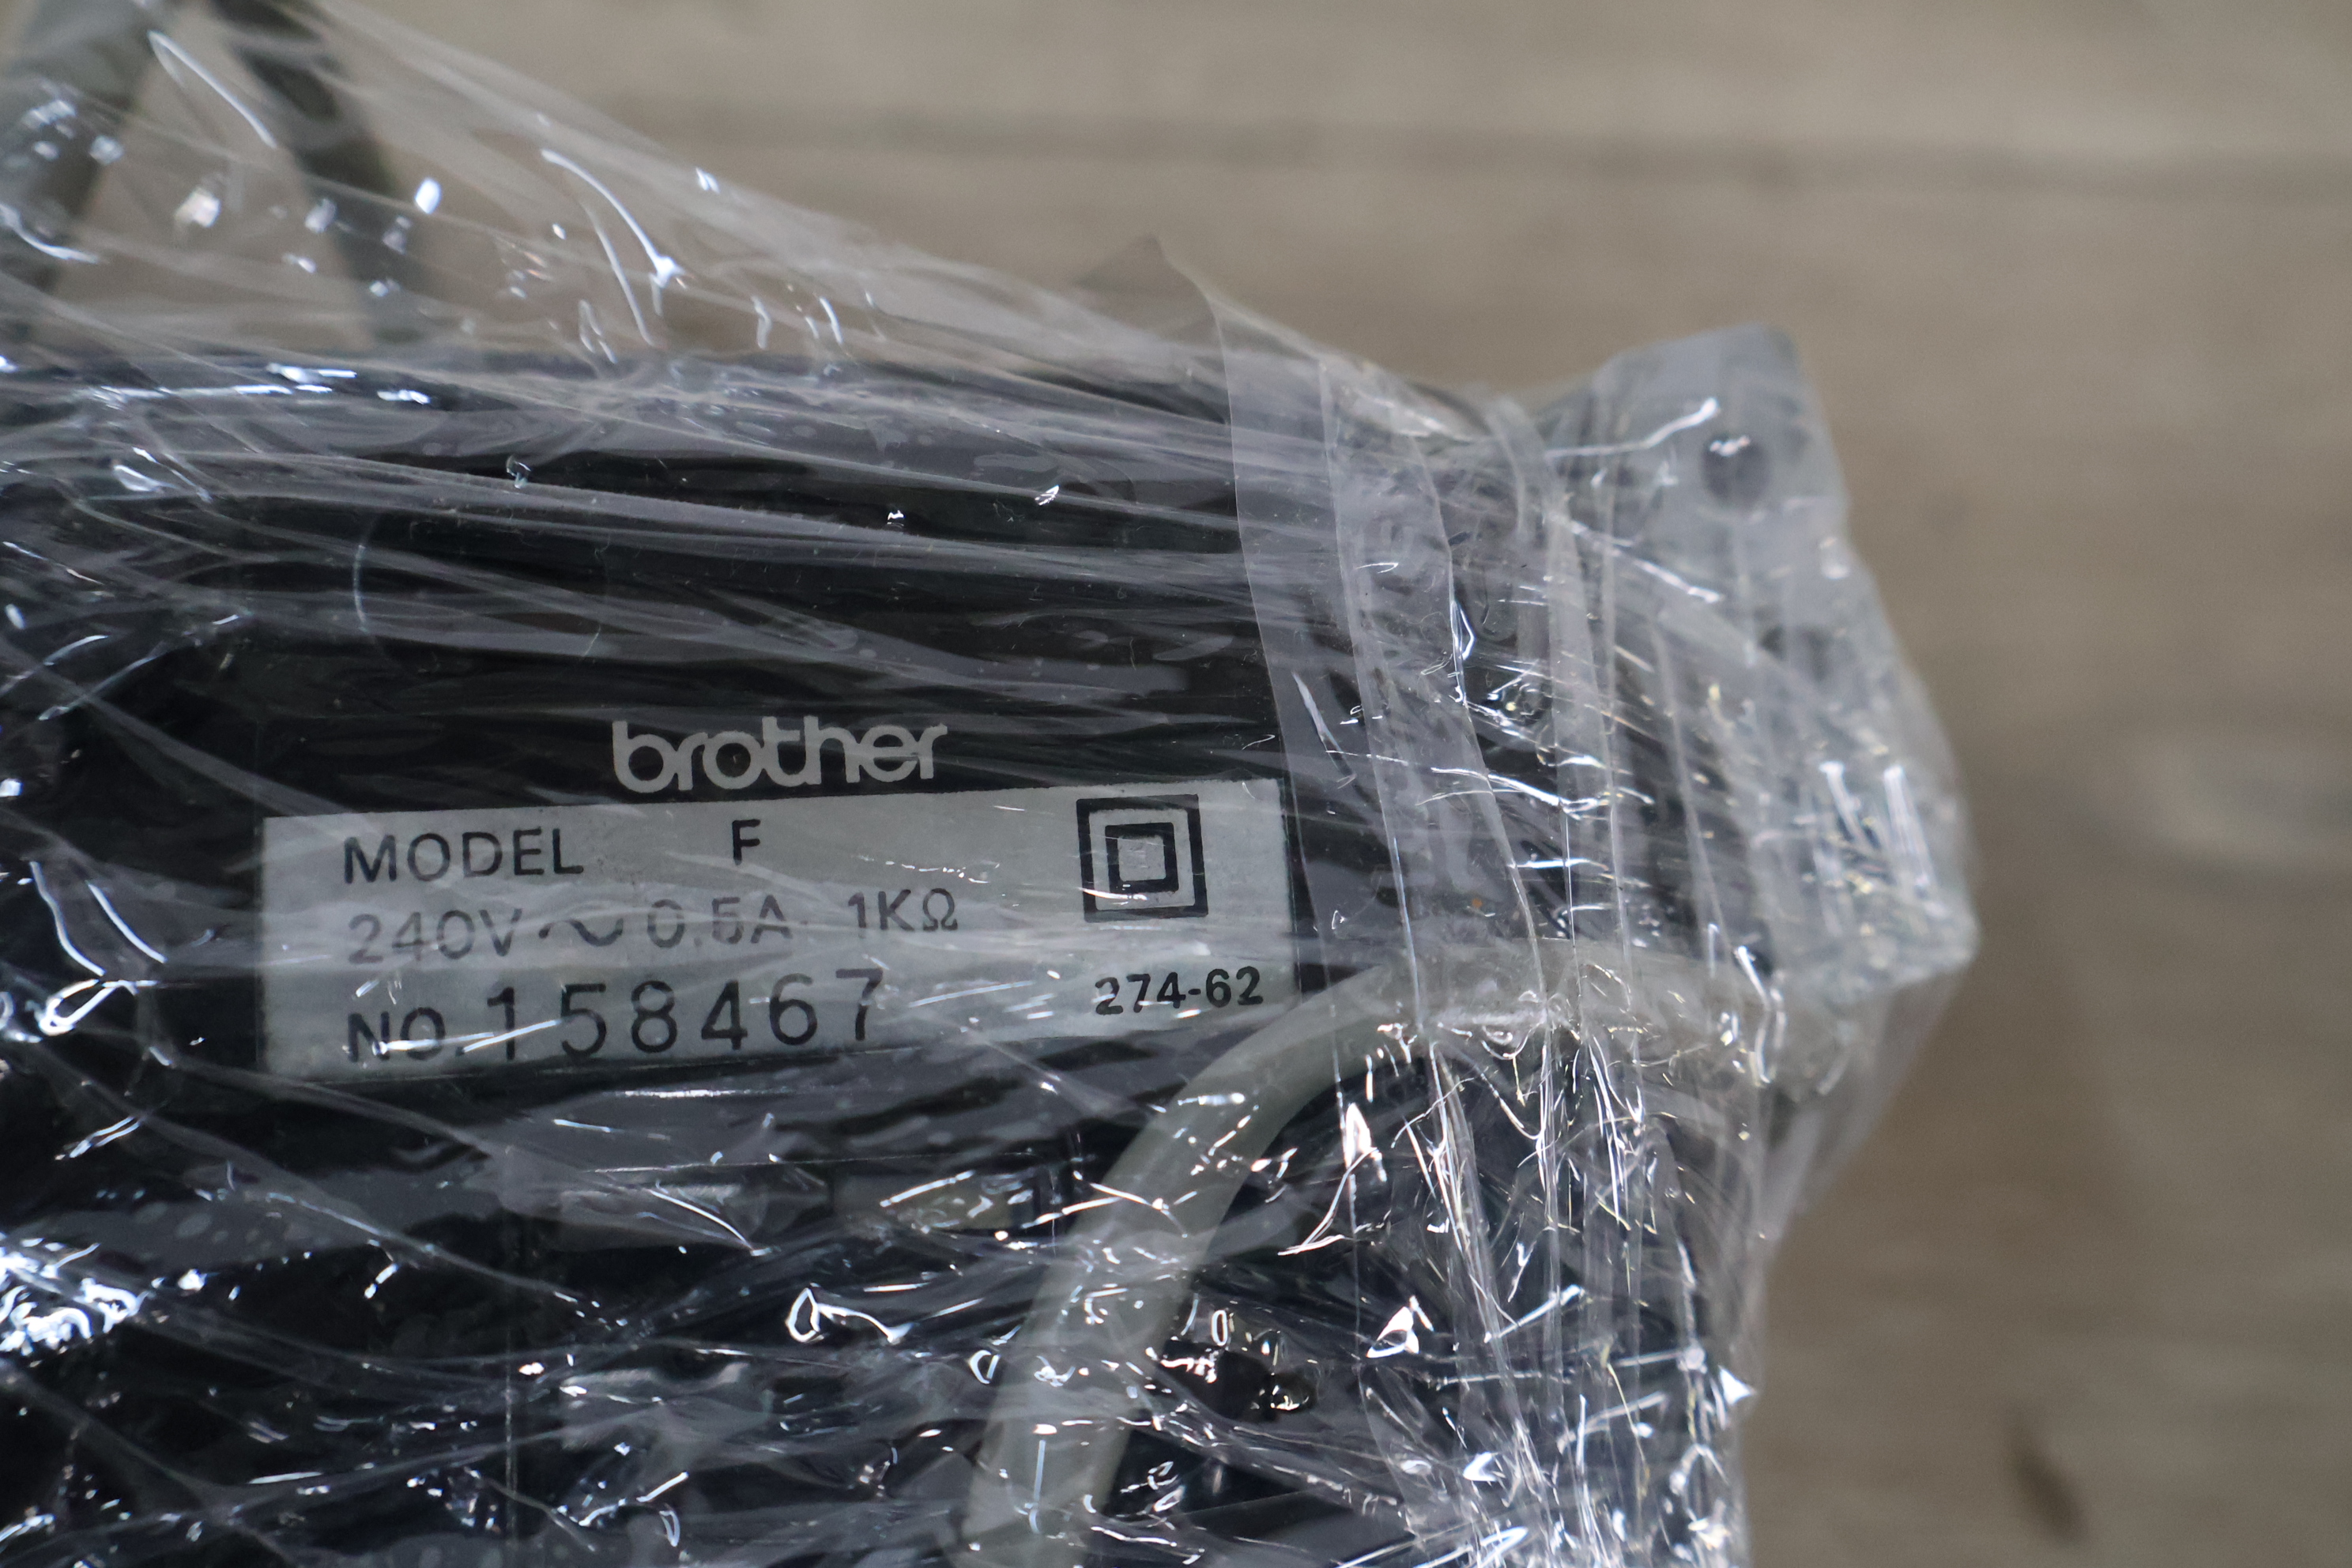 brother
MODEL F
240V ~ 0.5A 1KΩ
NO. 158467
274-62